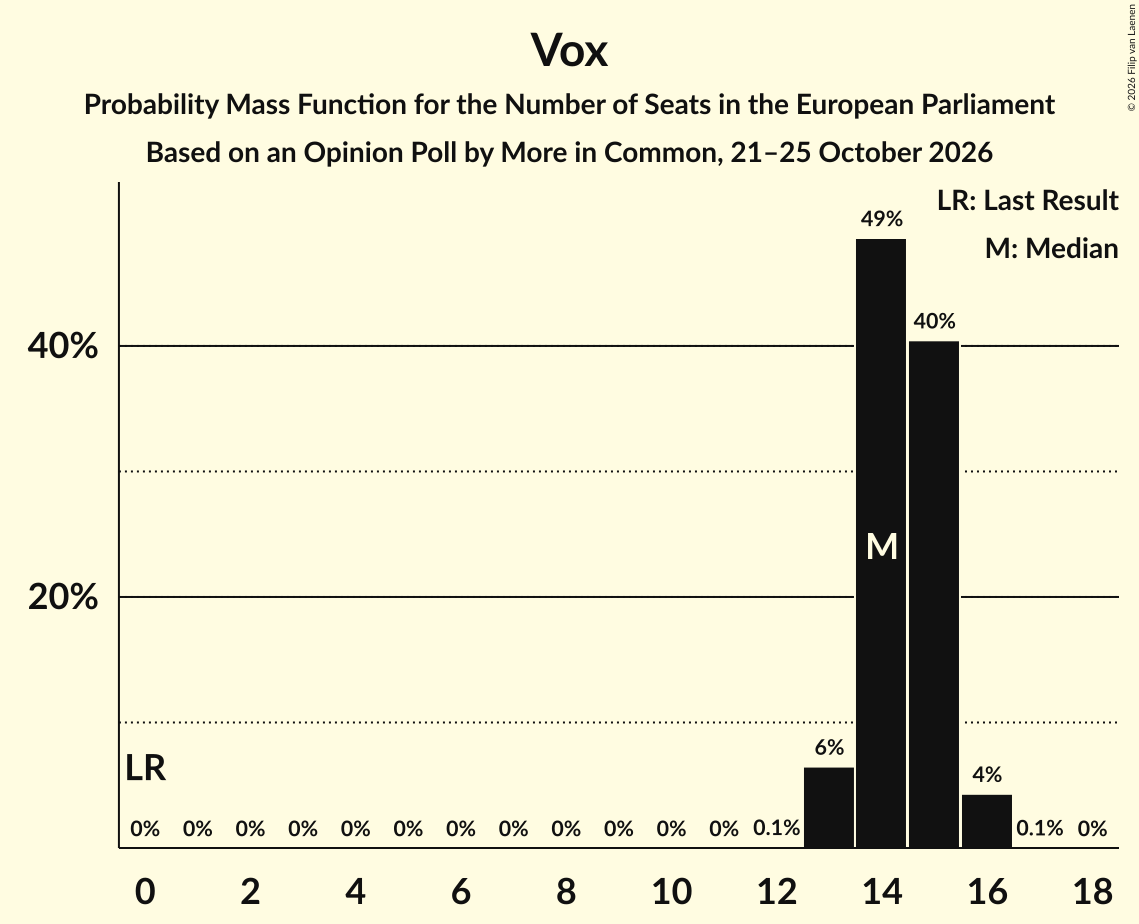 Vox
Probability Mass Function for the Number of Seats in the European Parliament
Based on an Opinion Poll by More in Common, 21–25 October 2026
© 2026 Filip van Laenen
LR: Last Result
M: Median
49%
40%
40%
M
20%
6%
4%
LR
0% 0% 0% 0% 0% 0% 0% 0% 0% 0% 0% 0% 0.1% 0.1% 0%
0 2 4 6 8 10 12 14 16 18